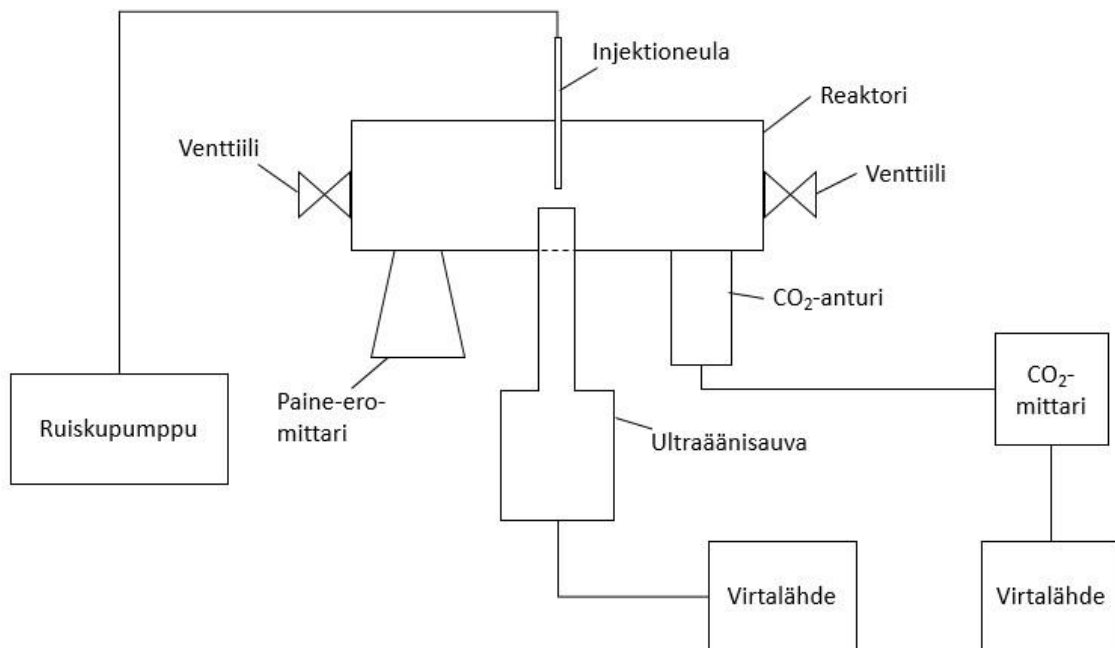 Injektioneula
Reaktori
Venttiili
Venttiili
CO₂-anturi
CO₂-
mittari
Paine-ero-
mittari
Ruiskupumppu
Ultraäänisauva
Virtalähde
Virtalähde